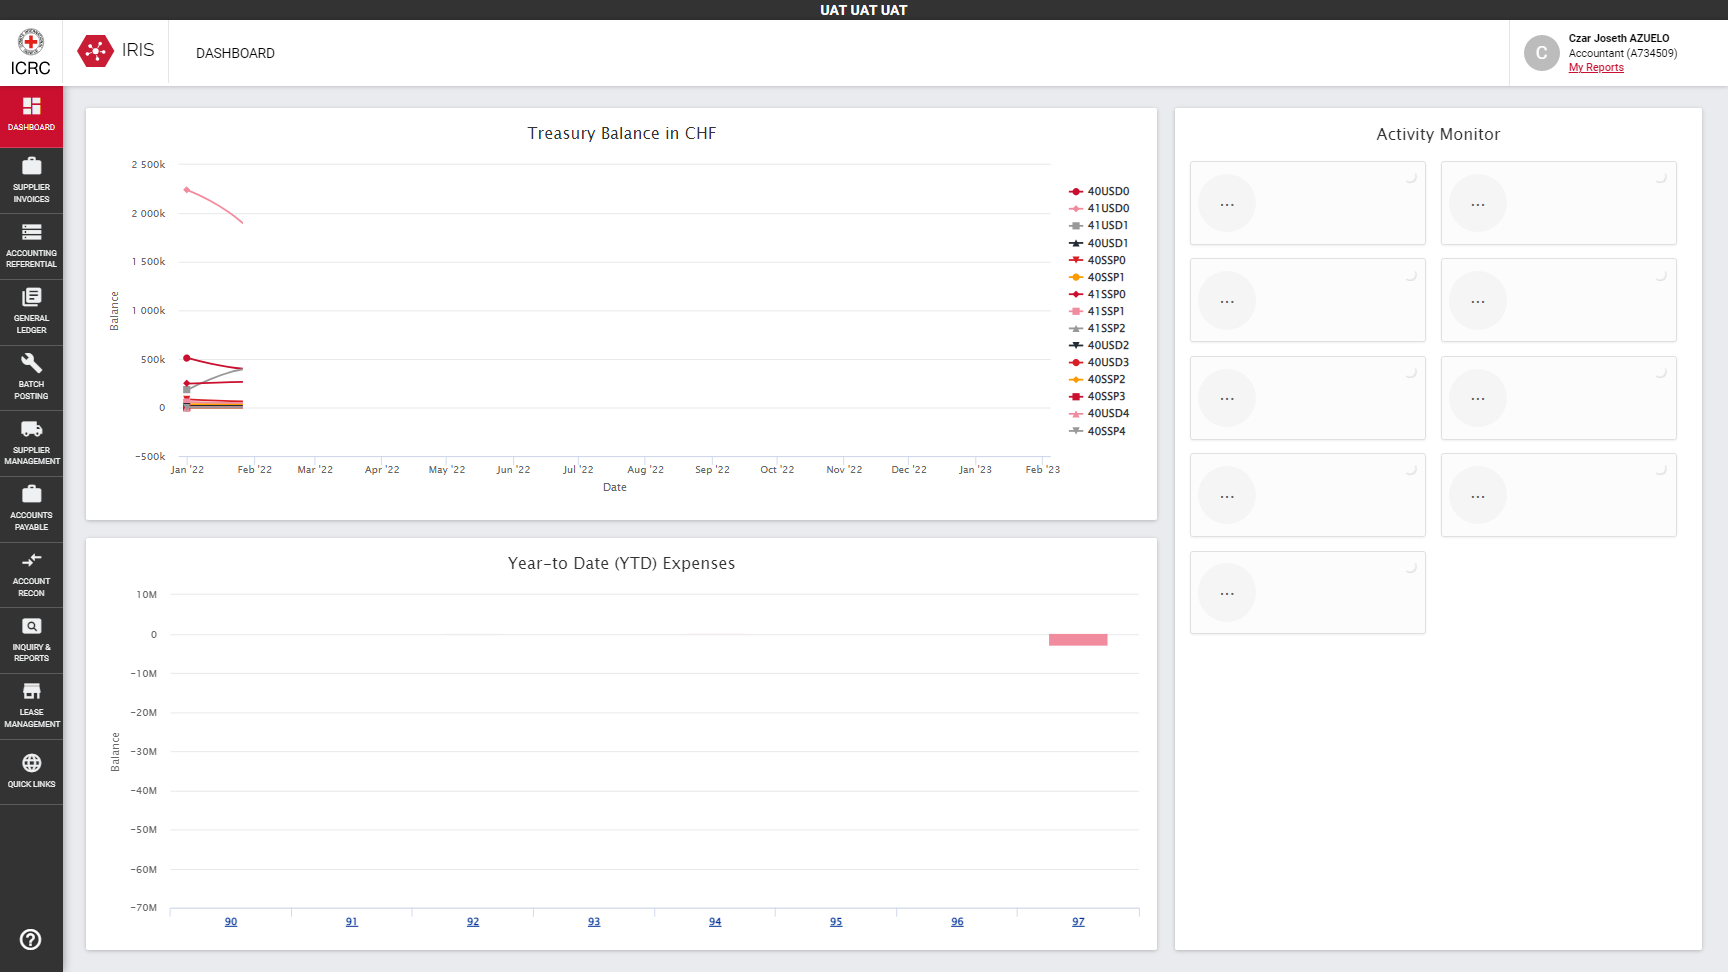 UAT UAT UAT
ICRC
IRIS
DASHBOARD
C
Czar Joseth AZUELO
Accountant (A734509)
My Reports
DASHBOARD
SUPPLIER
INVOICES
ACCOUNTING
REFERENTIAL
GENERAL
LEDGER
BATCH
POSTING
SUPPLIER
MANAGEMENT
ACCOUNTS
PAYABLE
ACCOUNT
RECON
INQUIRY &
REPORTS
LEASE
MANAGEMENT
QUICK LINKS
Treasury Balance in CHF
2 500k
2 000k
1 500k
1 000k
500k
0
-500k
Balance
Jan '22
Feb '22
Mar '22
Apr '22
May '22
Jun '22
Jul '22
Aug '22
Sep '22
Oct '22
Nov '22
Dec '22
Jan '23
Feb '23
Date
40USD0
41USD0
41USD1
40USD1
40SSP0
40SSP1
41SSP0
41SSP1
41SSP2
40USD2
40USD3
40SSP2
40SSP3
40USD4
40SSP4
Year-to Date (YTD) Expenses
10M
0
-10M
-20M
-30M
-40M
-50M
-60M
-70M
Balance
90
91
92
93
94
95
96
97
Activity Monitor
...
...
...
...
...
...
...
...
...